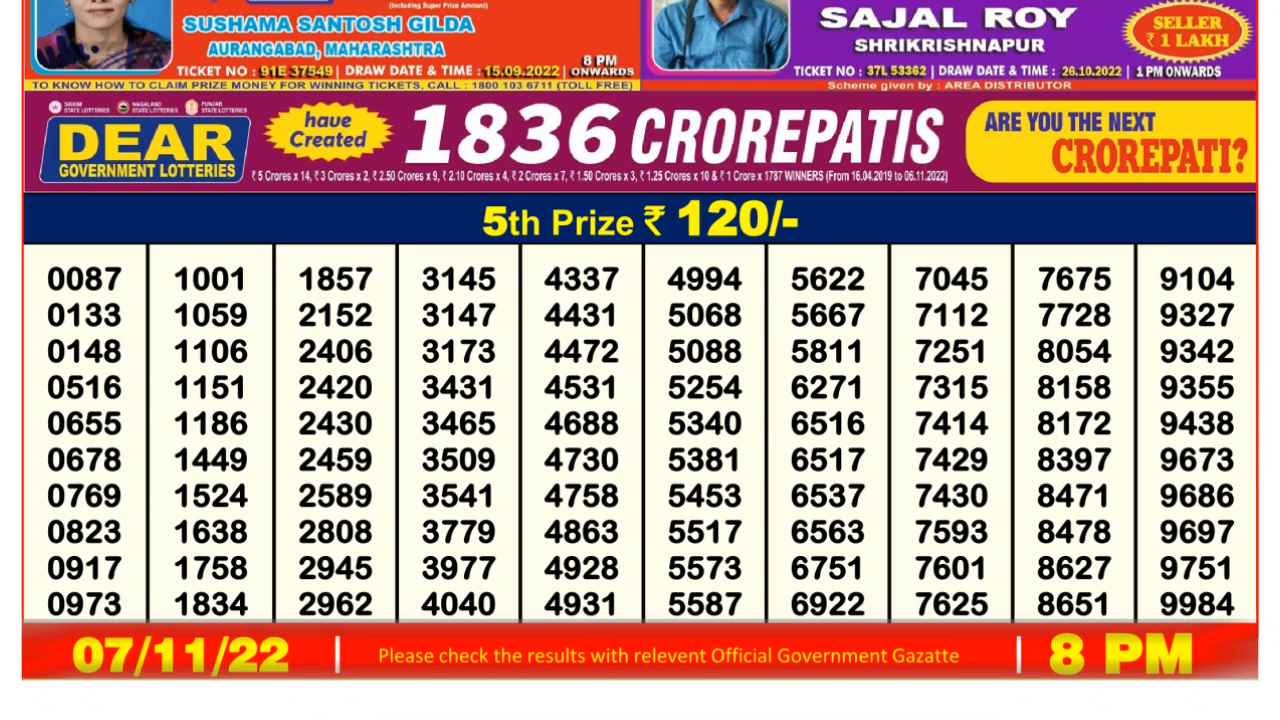 (Including Super Prize Amount)
SUSHAMA SANTOSH GILDA
AURANGABAD, MAHARASHTRA
TICKET NO : 91E 37549 | DRAW DATE & TIME : 15.09.2022 | 8 PM ONWARDS
TO KNOW HOW TO CLAIM PRIZE MONEY FOR WINNING TICKETS, CALL : 1800 103 6711 (TOLL FREE)
SAJAL ROY
SHRIKRISHNAPUR
SELLER
₹ 1 LAKH
TICKET NO : 37L 53362 | DRAW DATE & TIME : 26.10.2022 | 1 PM ONWARDS
Scheme given by : AREA DISTRIBUTOR
SIKKIM STATE LOTTERIES NAGALAND STATE LOTTERIES PUNJAB STATE LOTTERIES
DEAR
GOVERNMENT LOTTERIES
have
Created
1836 CROREPATIS
₹ 5 Crores x 14, ₹ 3 Crores x 2, ₹ 2.50 Crores x 9, ₹ 2.10 Crores x 4, ₹ 2 Crores x 7, ₹ 1.50 Crores x 3, ₹ 1.25 Crores x 10 & ₹ 1 Crore x 1787 WINNERS (From 16.04.2019 to 06.11.2022)
ARE YOU THE NEXT
CROREPATI?
5th Prize ₹ 120/-
0087 1001 1857 3145 4337 4994 5622 7045 7675 9104
0133 1059 2152 3147 4431 5068 5667 7112 7728 9327
0148 1106 2406 3173 4472 5088 5811 7251 8054 9342
0516 1151 2420 3431 4531 5254 6271 7315 8158 9355
0655 1186 2430 3465 4688 5340 6516 7414 8172 9438
0678 1449 2459 3509 4730 5381 6517 7429 8397 9673
0769 1524 2589 3541 4758 5453 6537 7430 8471 9686
0823 1638 2808 3779 4863 5517 6563 7593 8478 9697
0917 1758 2945 3977 4928 5573 6751 7601 8627 9751
0973 1834 2962 4040 4931 5587 6922 7625 8651 9984
07/11/22 | Please check the results with relevent Official Government Gazatte | 8 PM